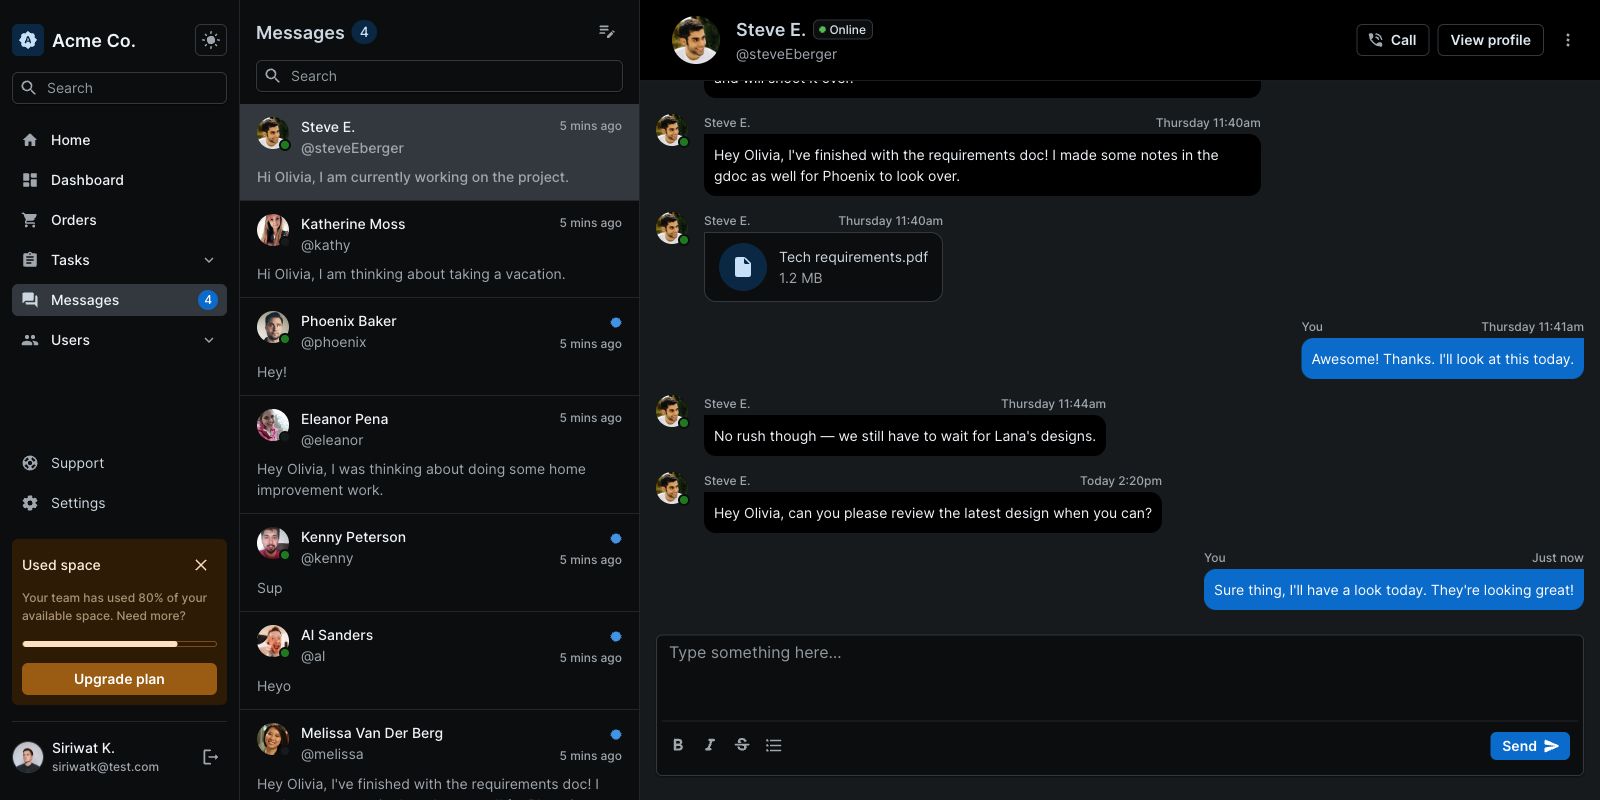 Acme Co.
Search
Home
Dashboard
Orders
Tasks
Messages 4
Users
Support
Settings
Used space
Your team has used 80% of your
available space. Need more?
Upgrade plan
Siriwat K.
siriwatk@test.com
Messages 4
Search
Steve E. 5 mins ago
@steveEberger
Hi Olivia, I am currently working on the project.
Katherine Moss 5 mins ago
@kathy
Hi Olivia, I am thinking about taking a vacation.
Phoenix Baker
@phoenix 5 mins ago
Hey!
Eleanor Pena 5 mins ago
@eleanor
Hey Olivia, I was thinking about doing some home
improvement work.
Kenny Peterson
@kenny 5 mins ago
Sup
Al Sanders
@al 5 mins ago
Heyo
Melissa Van Der Berg
@melissa 5 mins ago
Hey Olivia, I've finished with the requirements doc! I
Steve E. Online
@steveEberger
Call
View profile
and will shoot it over.
Steve E. Thursday 11:40am
Hey Olivia, I've finished with the requirements doc! I made some notes in the
gdoc as well for Phoenix to look over.
Steve E. Thursday 11:40am
Tech requirements.pdf
1.2 MB
You Thursday 11:41am
Awesome! Thanks. I'll look at this today.
Steve E. Thursday 11:44am
No rush though — we still have to wait for Lana's designs.
Steve E. Today 2:20pm
Hey Olivia, can you please review the latest design when you can?
You Just now
Sure thing, I'll have a look today. They're looking great!
Type something here…
B I S
Send